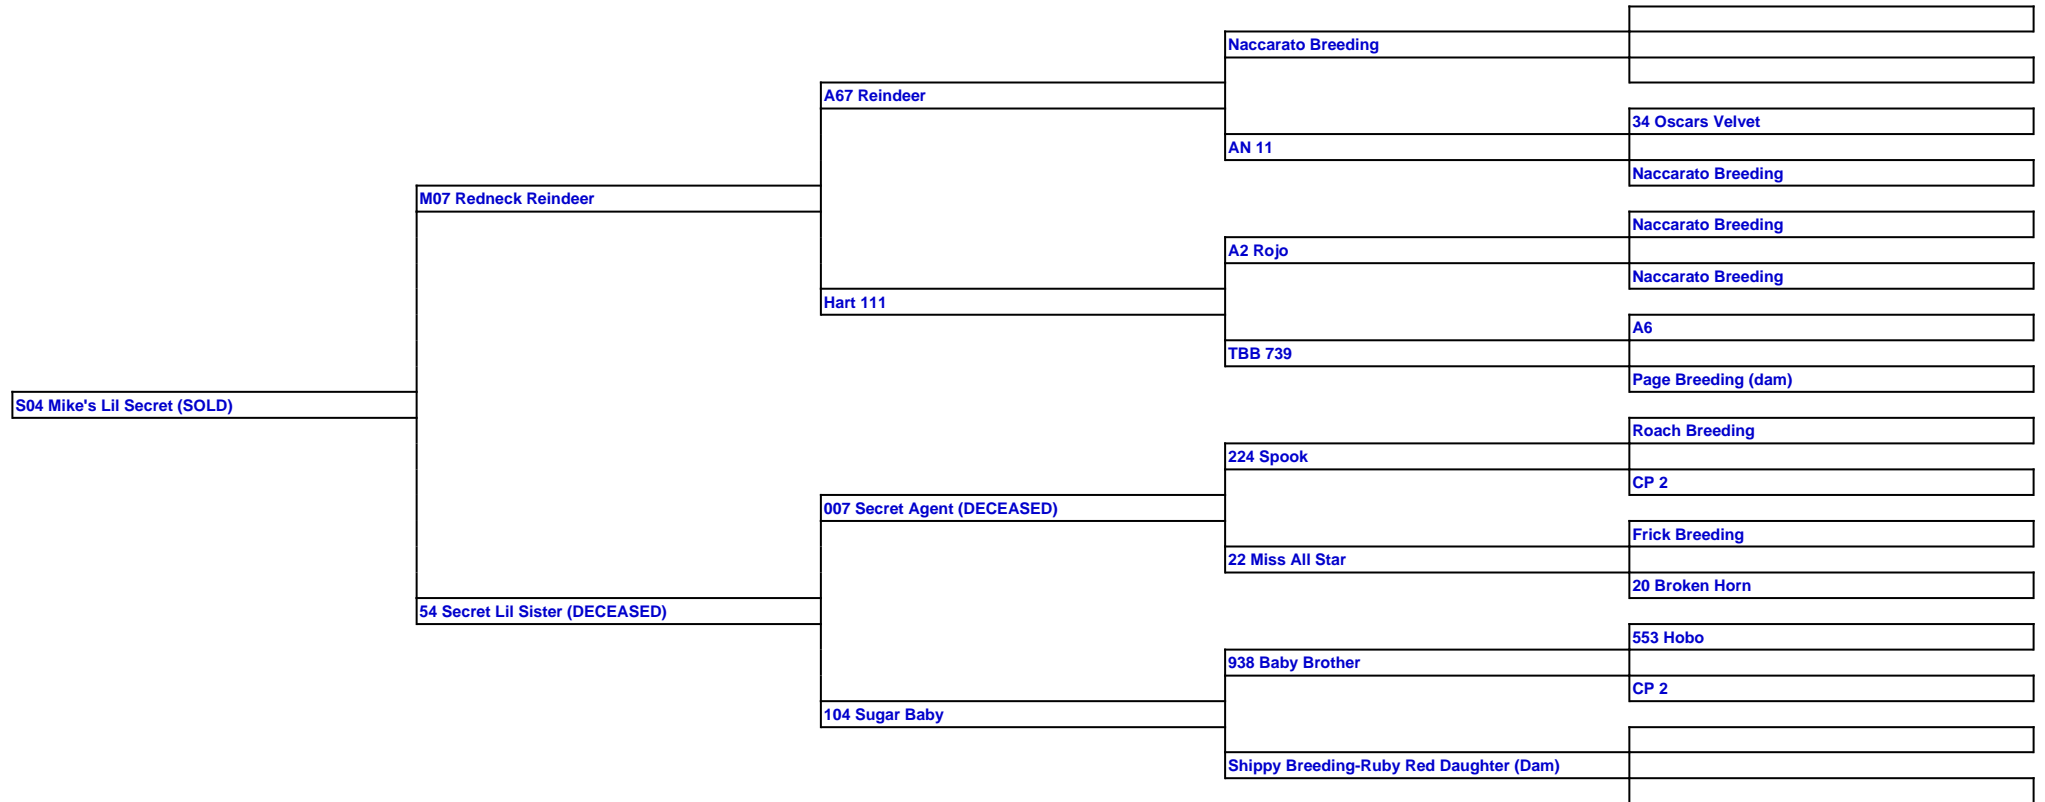 Naccarato Breeding
A67 Reindeer
34 Oscars Velvet
AN 11
Naccarato Breeding
M07 Redneck Reindeer
Naccarato Breeding
A2 Rojo
Naccarato Breeding
Hart 111
A6
TBB 739
Page Breeding (dam)
S04 Mike's Lil Secret (SOLD)
Roach Breeding
224 Spook
CP 2
007 Secret Agent (DECEASED)
Frick Breeding
22 Miss All Star
20 Broken Horn
54 Secret Lil Sister (DECEASED)
553 Hobo
938 Baby Brother
CP 2
104 Sugar Baby
Shippy Breeding-Ruby Red Daughter (Dam)